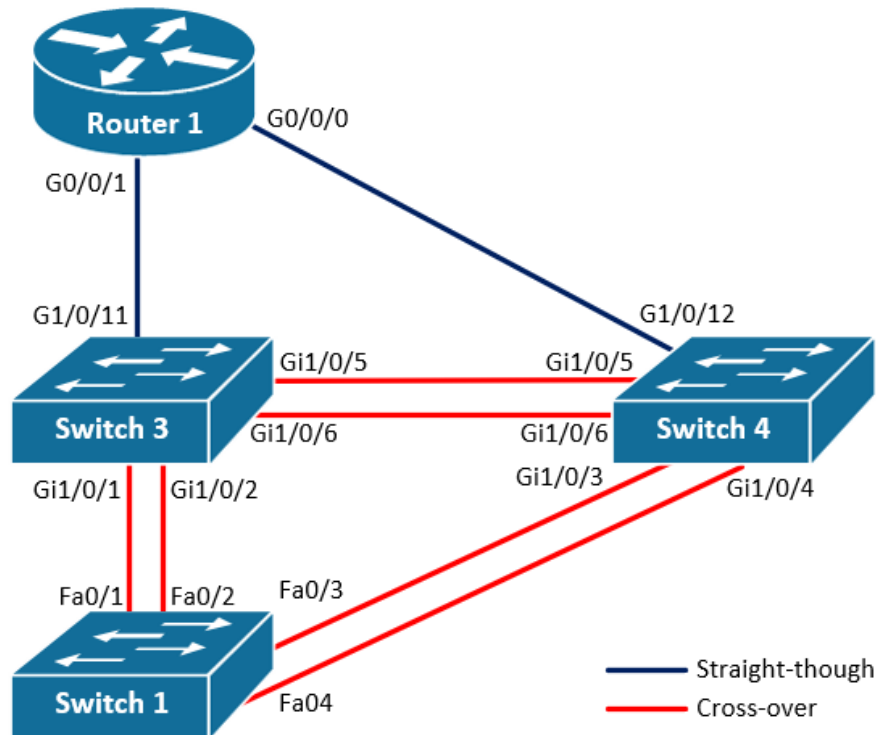 Router 1
G0/0/0
G0/0/1
G1/0/11
G1/0/12
Gi1/0/5
Gi1/0/5
Switch 3
Switch 4
Gi1/0/6
Gi1/0/6
Gi1/0/1
Gi1/0/2
Gi1/0/3
Gi1/0/4
Fa0/1
Fa0/2
Fa0/3
Switch 1
Fa04
Straight-though
Cross-over